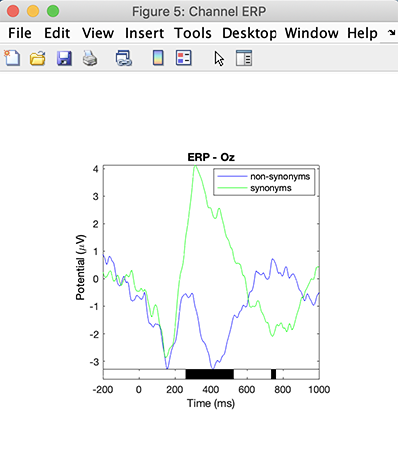 Figure 5: Channel ERP
File Edit View Insert Tools Desktop Window Help
ERP - Oz
non-synonyms
synonyms
Potential (μV)
4
3
2
1
0
-1
-2
-3
-200 0 200 400 600 800 1000
Time (ms)